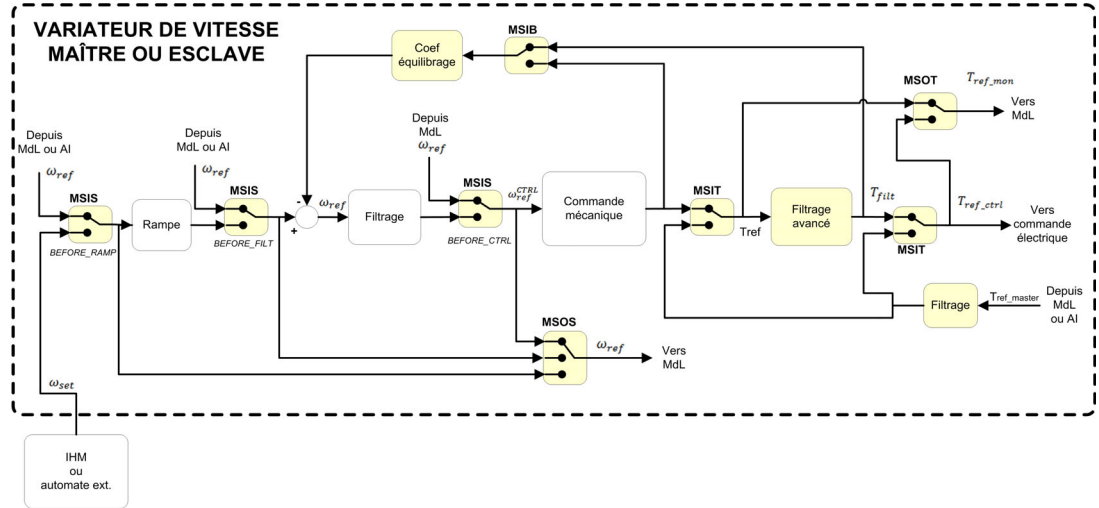 VARIATEUR DE VITESSE
MAÎTRE OU ESCLAVE
Coef
équilibrage
MSIB
MSOT
T_ref_mon
Vers
MdL
Depuis
MdL ou AI
ω_ref
MSIS
BEFORE_RAMP
Rampe
Depuis
MdL ou AI
ω_ref
MSIS
BEFORE_FILT
-
+
ω_ref
Filtrage
Depuis
MdL
ω_ref
MSIS
BEFORE_CTRL
ω_ref^CTRL
Commande
mécanique
MSIT
Tref
Filtrage
avancé
T_filt
MSIT
T_ref_ctrl
Vers
commande
électrique
Filtrage
Tref_master
Depuis
MdL
ou AI
MSOS
ω_ref
Vers
MdL
ω_set
IHM
ou
automate ext.